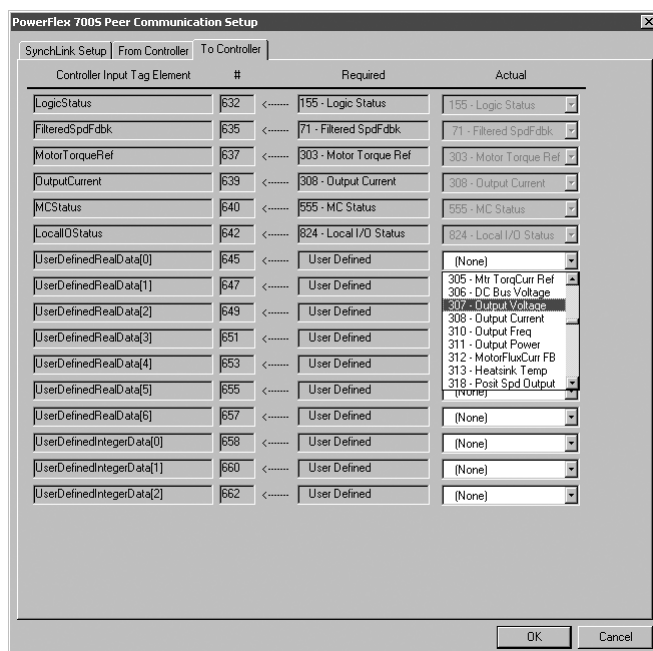 PowerFlex 700S Peer Communication Setup
SynchLink Setup From Controller To Controller
Controller Input Tag Element # Required Actual
LogicStatus 632 <------ 155 - Logic Status 155 - Logic Status
FilteredSpdFdbk 635 <------ 71 - Filtered SpdFdbk 71 - Filtered SpdFdbk
MotorTorqueRef 637 <------ 303 - Motor Torque Ref 303 - Motor Torque Ref
OutputCurrent 639 <------ 308 - Output Current 308 - Output Current
MCStatus 640 <------ 555 - MC Status 555 - MC Status
LocalIOStatus 642 <------ 824 - Local I/O Status 824 - Local I/O Status
UserDefinedRealData[0] 645 <------ User Defined (None)
UserDefinedRealData[1] 647 <------ User Defined 305 - Mtr TorqCurr Ref
306 - DC Bus Voltage
UserDefinedRealData[2] 649 <------ User Defined 307 - Output Voltage
308 - Output Current
UserDefinedRealData[3] 651 <------ User Defined 310 - Output Freq
311 - Output Power
UserDefinedRealData[4] 653 <------ User Defined 312 - MotorFluxCurr FB
313 - Heatsink Temp
UserDefinedRealData[5] 655 <------ User Defined 318 - Posit Spd Output
(None)
UserDefinedRealData[6] 657 <------ User Defined (None)
UserDefinedIntegerData[0] 658 <------ User Defined (None)
UserDefinedIntegerData[1] 660 <------ User Defined (None)
UserDefinedIntegerData[2] 662 <------ User Defined (None)
OK Cancel